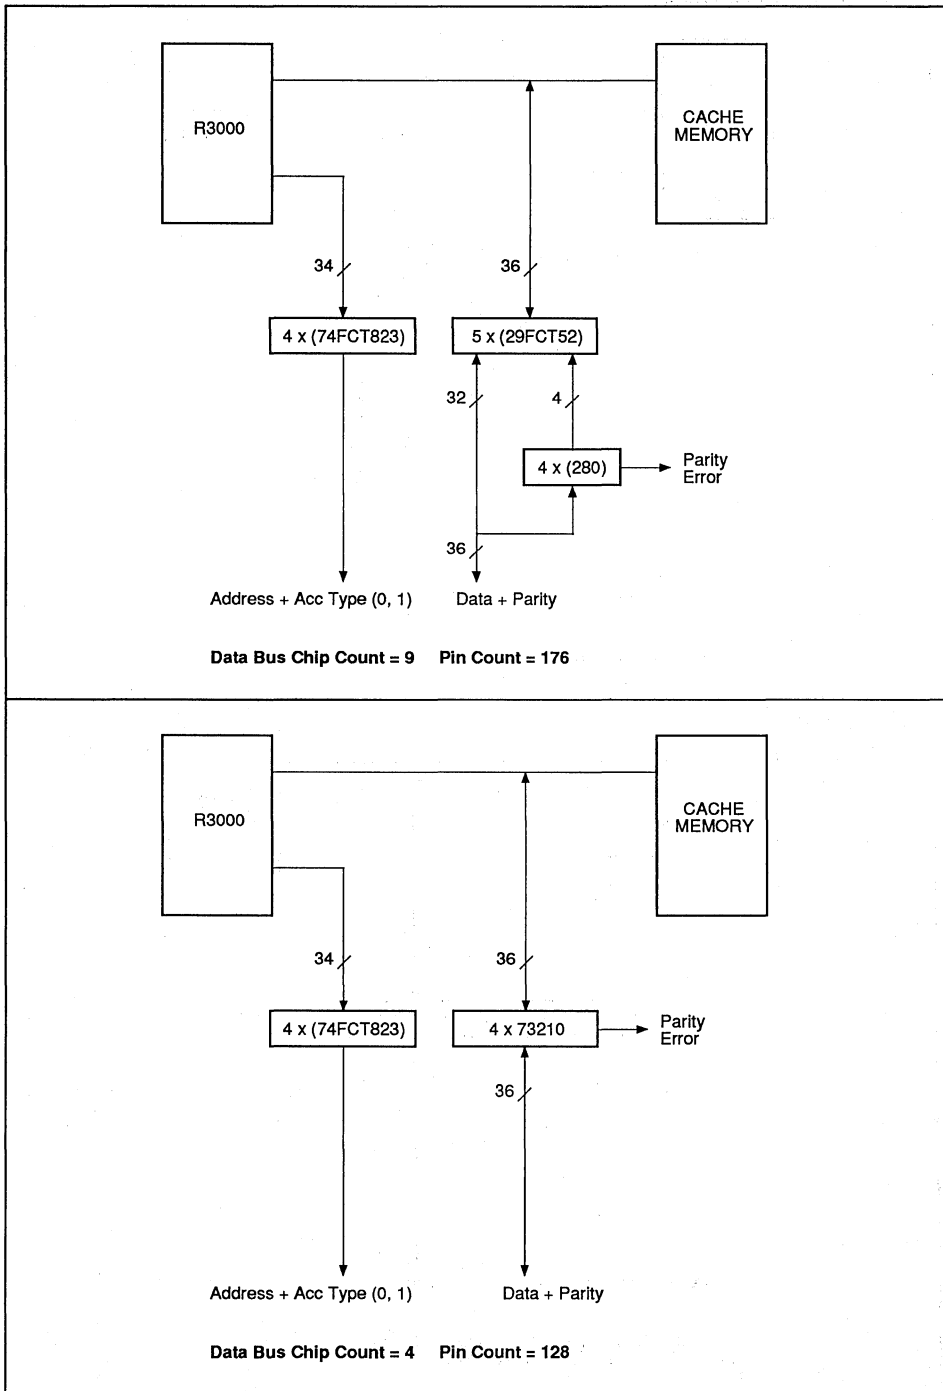 R3000
CACHE
MEMORY
34
36
4 x (74FCT823)
5 x (29FCT52)
32
4
4 x (280)
Parity
Error
36
Address + Acc Type (0, 1)
Data + Parity
Data Bus Chip Count = 9 Pin Count = 176
R3000
CACHE
MEMORY
34
36
4 x (74FCT823)
4 x 73210
Parity
Error
36
Address + Acc Type (0, 1)
Data + Parity
Data Bus Chip Count = 4 Pin Count = 128